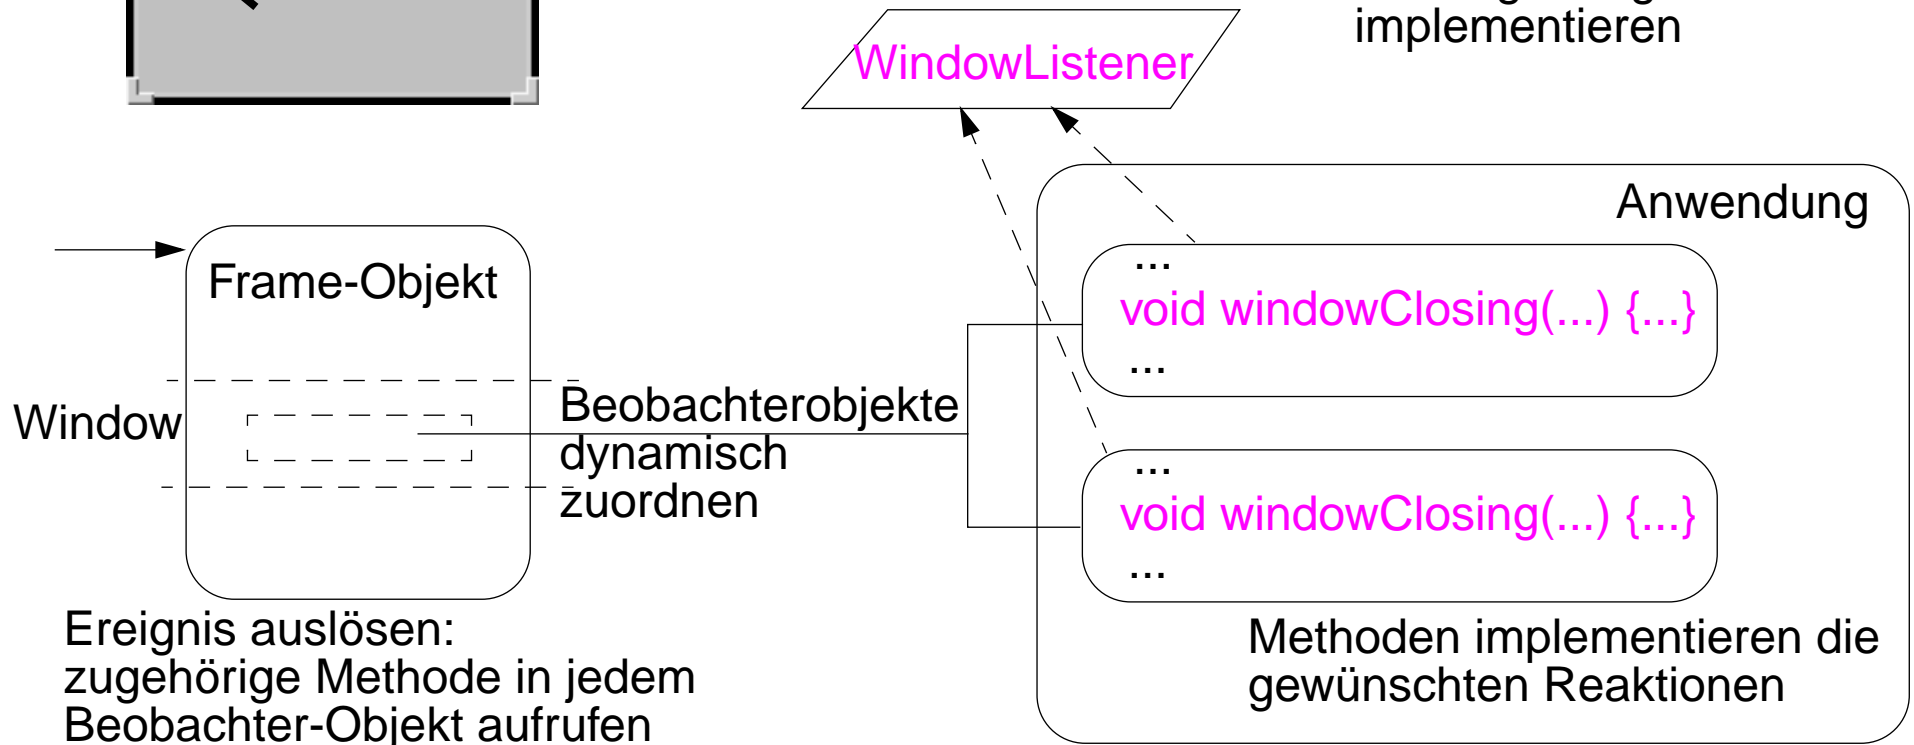 implementieren
WindowListener
Anwendung
Frame-Objekt
...
void windowClosing(...) {...}
...
Window
Beobachterobjekte
dynamisch
zuordnen
...
void windowClosing(...) {...}
...
Ereignis auslösen:
zugehörige Methode in jedem
Beobachter-Objekt aufrufen
Methoden implementieren die
gewünschten Reaktionen